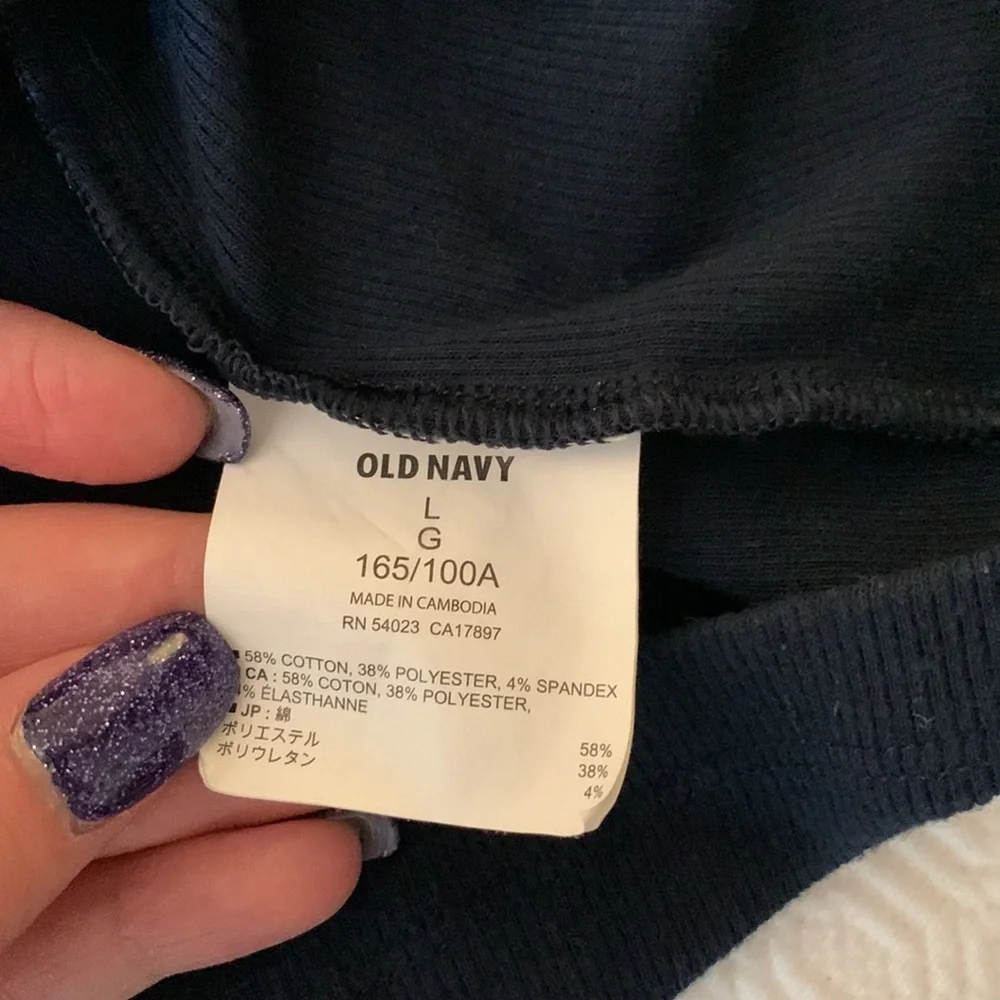 OLD NAVY
L
G
165/100A
MADE IN CAMBODIA
RN 54023 CA17897
58% COTTON, 38% POLYESTER, 4% SPANDEX
CA : 58% COTON, 38% POLYESTER,
% ÉLASTHANNE
JP : 綿 58%
ポリエステル 38%
ポリウレタン 4%